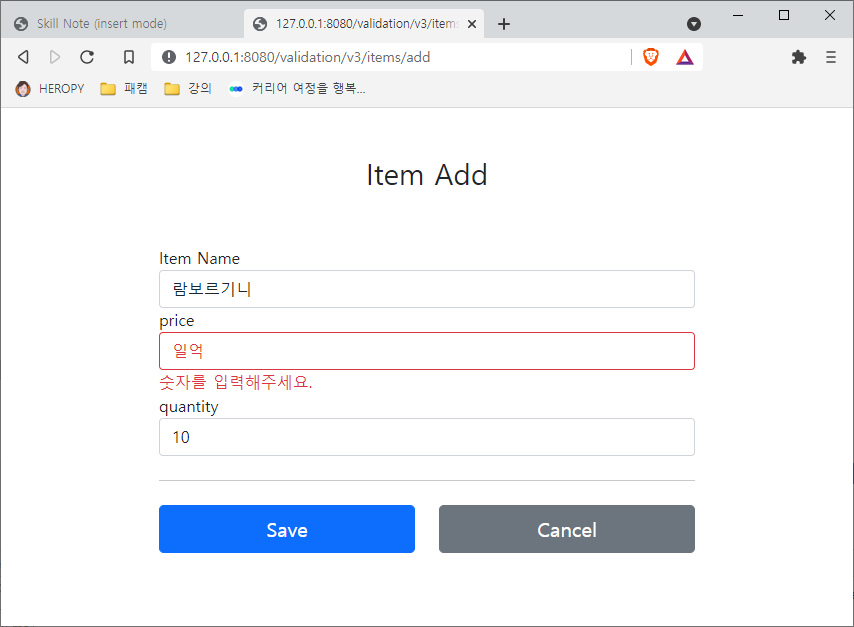 Skill Note (insert mode)
127.0.0.1:8080/validation/v3/items
127.0.0.1:8080/validation/v3/items/add
HEROPY 패캠 강의 커리어 여정을 행복...
Item Add
Item Name
람보르기니
price
일억
숫자를 입력해주세요.
quantity
10
Save
Cancel